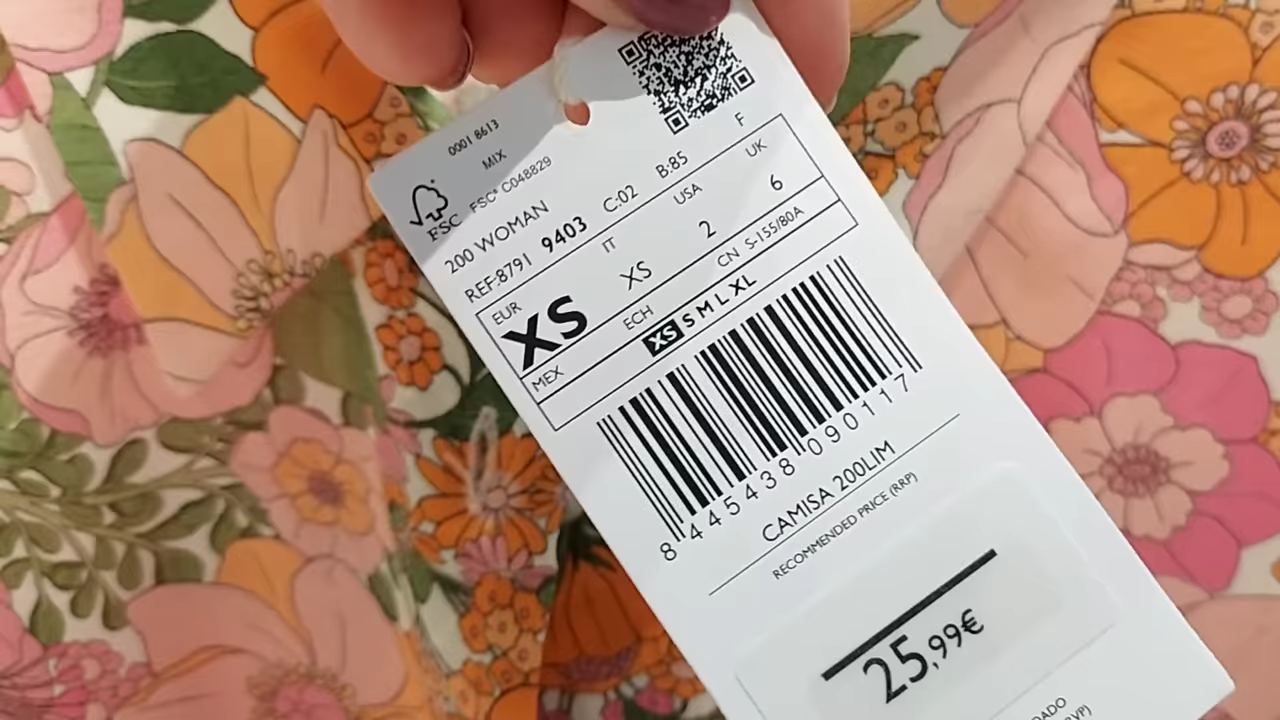 0001 8613
MIX
FSC® C048829
FSC
200 WOMAN
F
REF:8791 9403 C:02 B:85
EUR IT USA UK
XS XS 2 6
MEX ECH CN S-155/80A
XS S M L XL
8 445438 090117
CAMISA 200LIM
RECOMMENDED PRICE (RRP)
25,99€